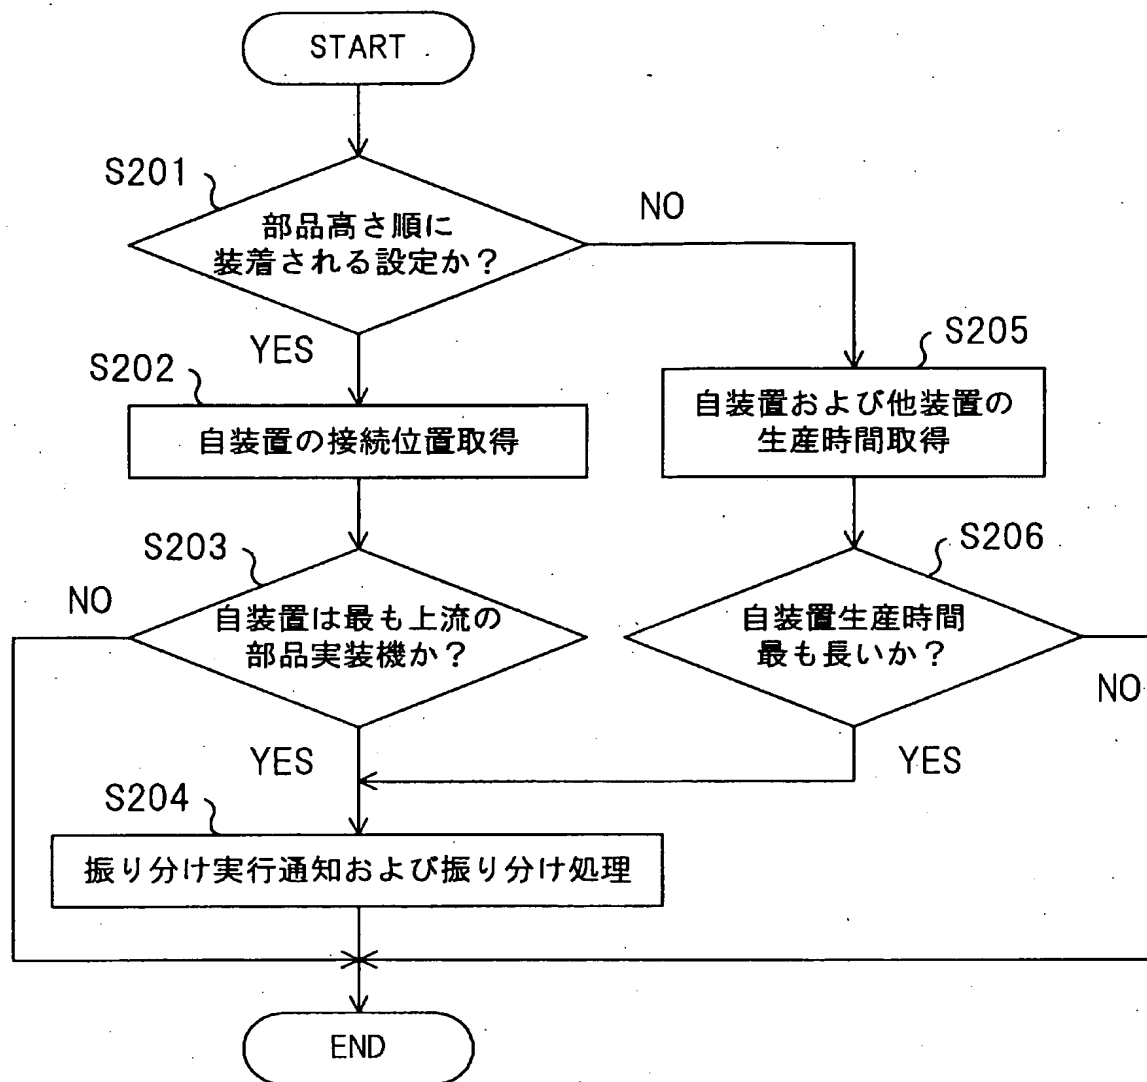 START
S201
部品高さ順に
装着される設定か？
NO
YES
S202
自装置の接続位置取得
S205
自装置および他装置の
生産時間取得
S203
自装置は最も上流の
部品実装機か？
NO
YES
S206
自装置生産時間
最も長いか？
NO
YES
S204
振り分け実行通知および振り分け処理
END